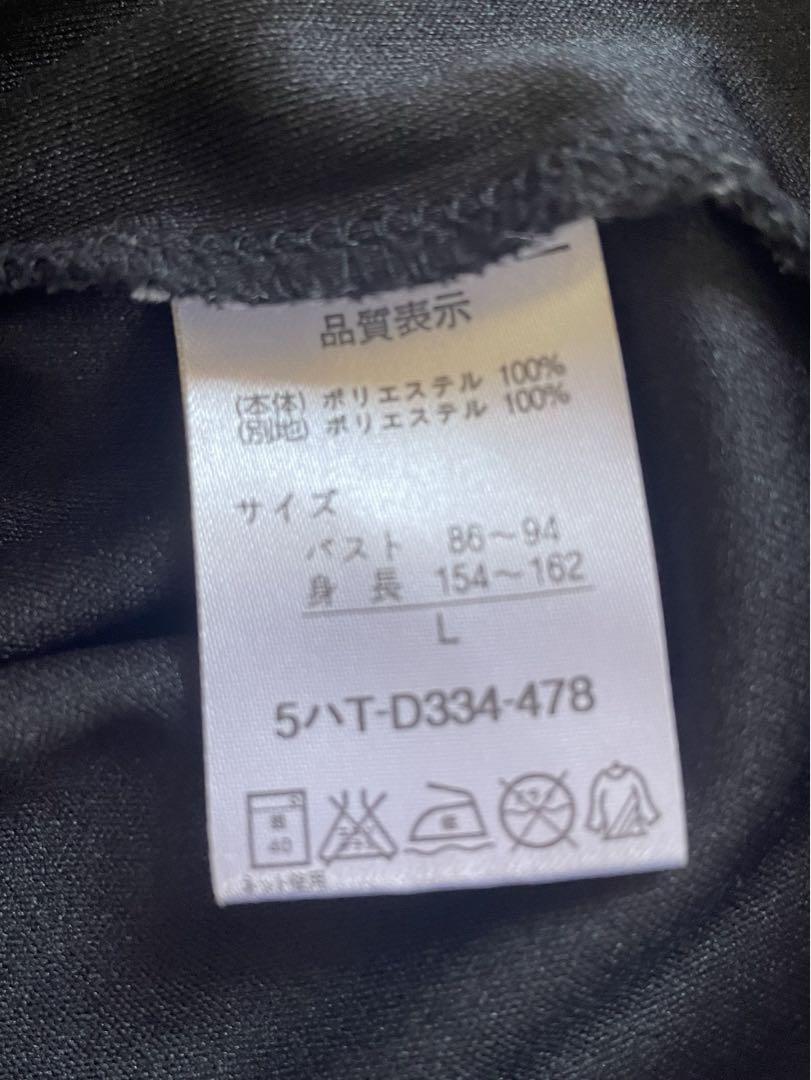 品質表示
(本体) ポリエステル 100%
(別地) ポリエステル 100%
サイズ
バスト 86~94
身長 154~162
L
5ハT-D334-478
40
ネット使用